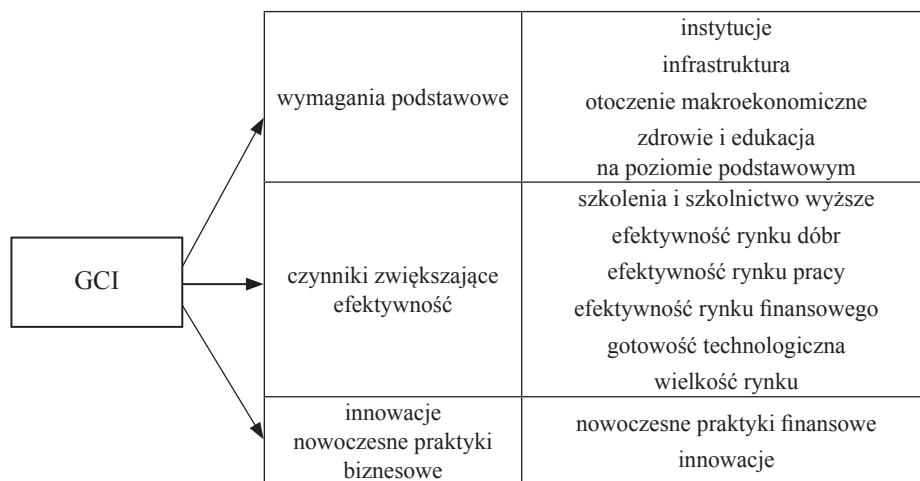 GCI
wymagania podstawowe
instytucje
infrastruktura
otoczenie makroekonomiczne
zdrowie i edukacja
na poziomie podstawowym
czynniki zwiększające
efektywność
szkolenia i szkolnictwo wyższe
efektywność rynku dóbr
efektywność rynku pracy
efektywność rynku finansowego
gotowość technologiczna
wielkość rynku
innowacje
nowoczesne praktyki
biznesowe
nowoczesne praktyki finansowe
innowacje